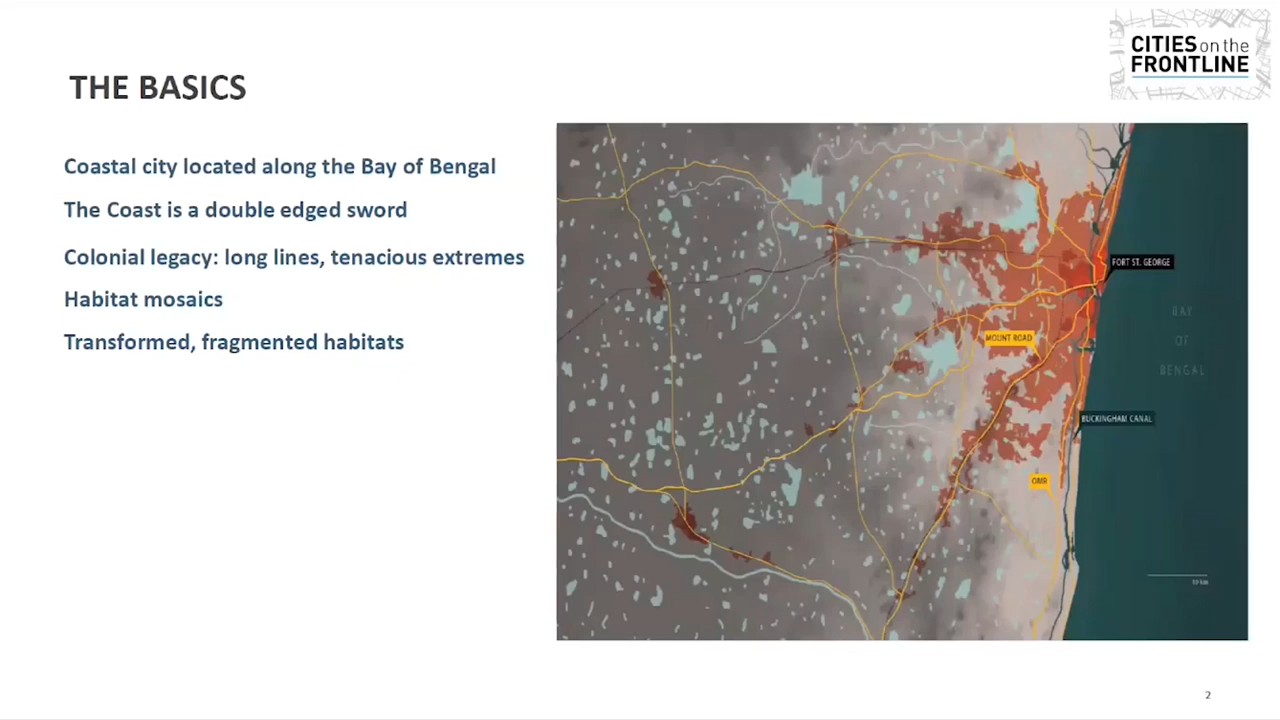 CITIES on the
FRONTLINE
THE BASICS
Coastal city located along the Bay of Bengal
The Coast is a double edged sword
Colonial legacy: long lines, tenacious extremes
Habitat mosaics
Transformed, fragmented habitats
FORT ST. GEORGE
MOUNT ROAD
BAY
OF
BENGAL
BUCKINGHAM CANAL
OMR
10 km
2